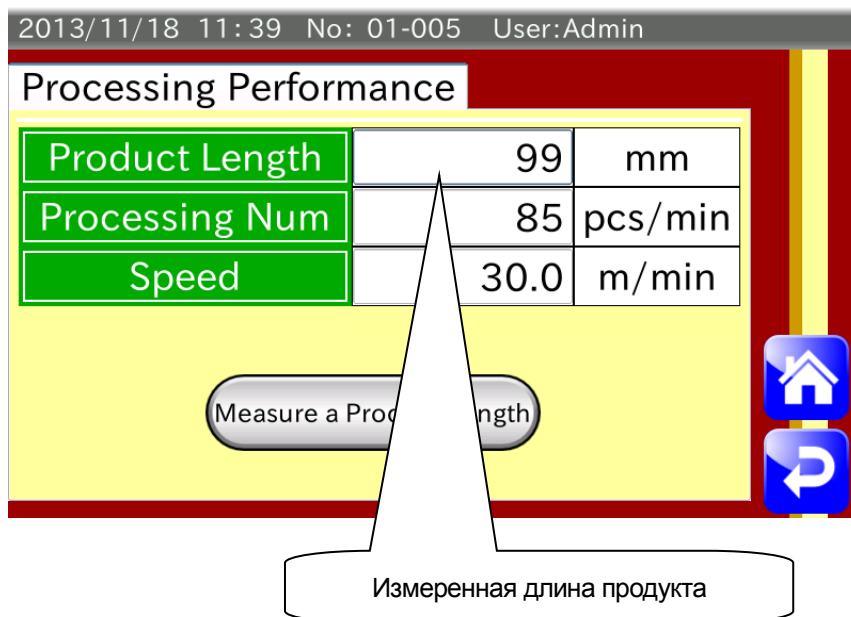 2013/11/18 11:39 No: 01-005 User:Admin
Processing Performance
Product Length 99 mm
Processing Num 85 pcs/min
Speed 30.0 m/min
Measure a
Измеренная длина продукта